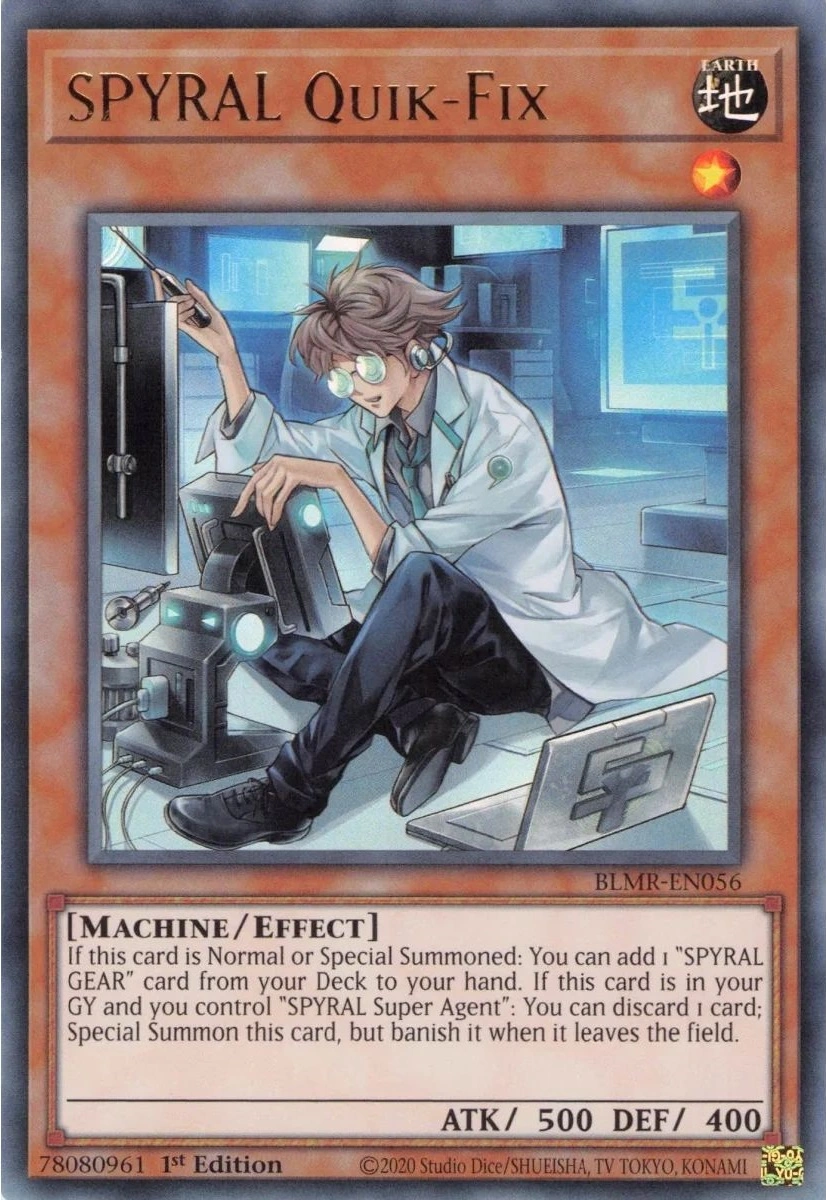 SPYRAL QUIK-FIX
EARTH
地
BLMR-EN056
[MACHINE/EFFECT]
If this card is Normal or Special Summoned: You can add 1 "SPYRAL
GEAR" card from your Deck to your hand. If this card is in your
GY and you control "SPYRAL Super Agent": You can discard 1 card;
Special Summon this card, but banish it when it leaves the field.
ATK/ 500 DEF/ 400
78080961 1st Edition ©2020 Studio Dice/SHUEISHA, TV TOKYO, KONAMI